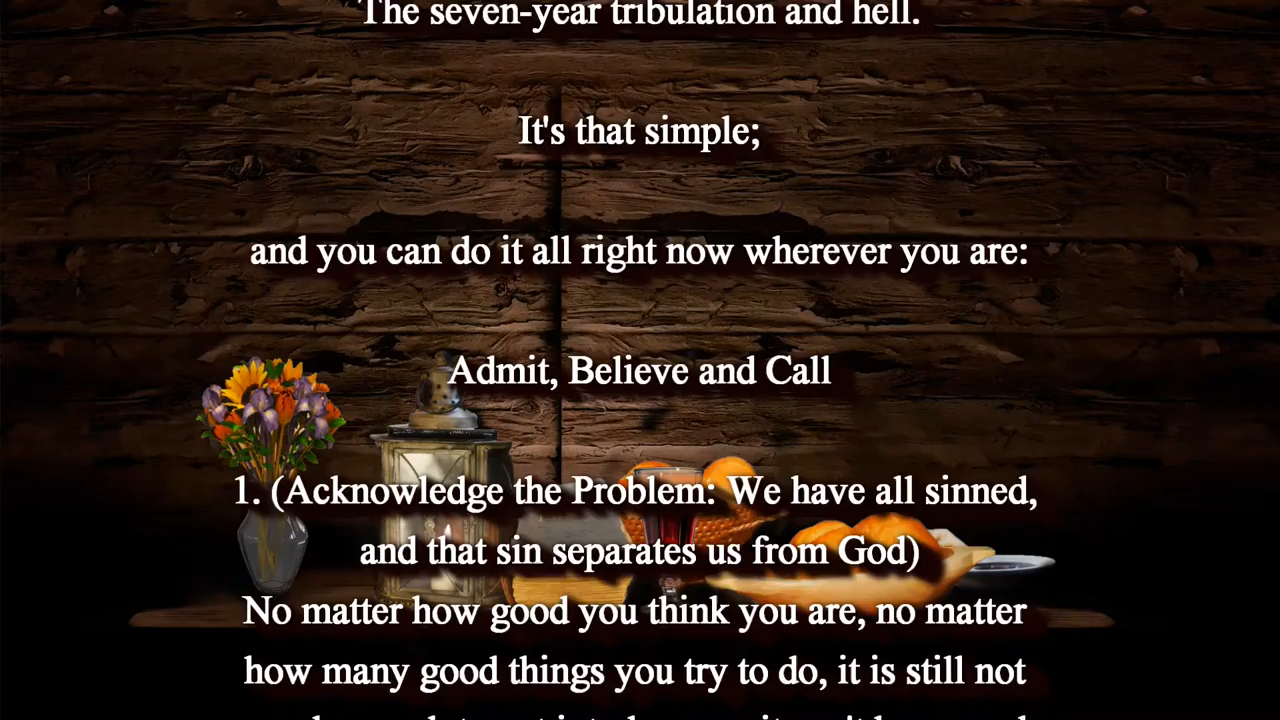 The seven-year tribulation and hell.
It's that simple;
and you can do it all right now wherever you are:
Admit, Believe and Call
1. (Acknowledge the Problem: We have all sinned,
and that sin separates us from God)
No matter how good you think you are, no matter
how many good things you try to do, it is still not